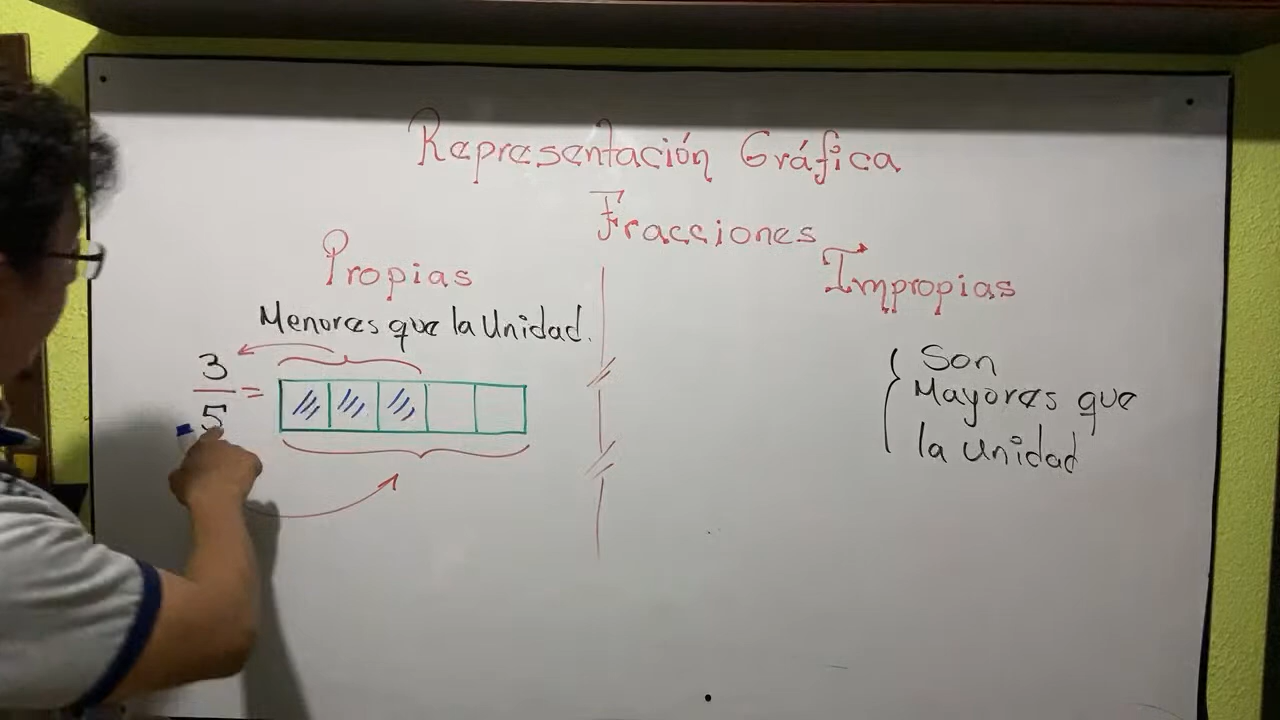 Representación Gráfica
Fracciones
Propias
Menores que la Unidad.
3
5
=
Impropias
Son
Mayores que
la unidad